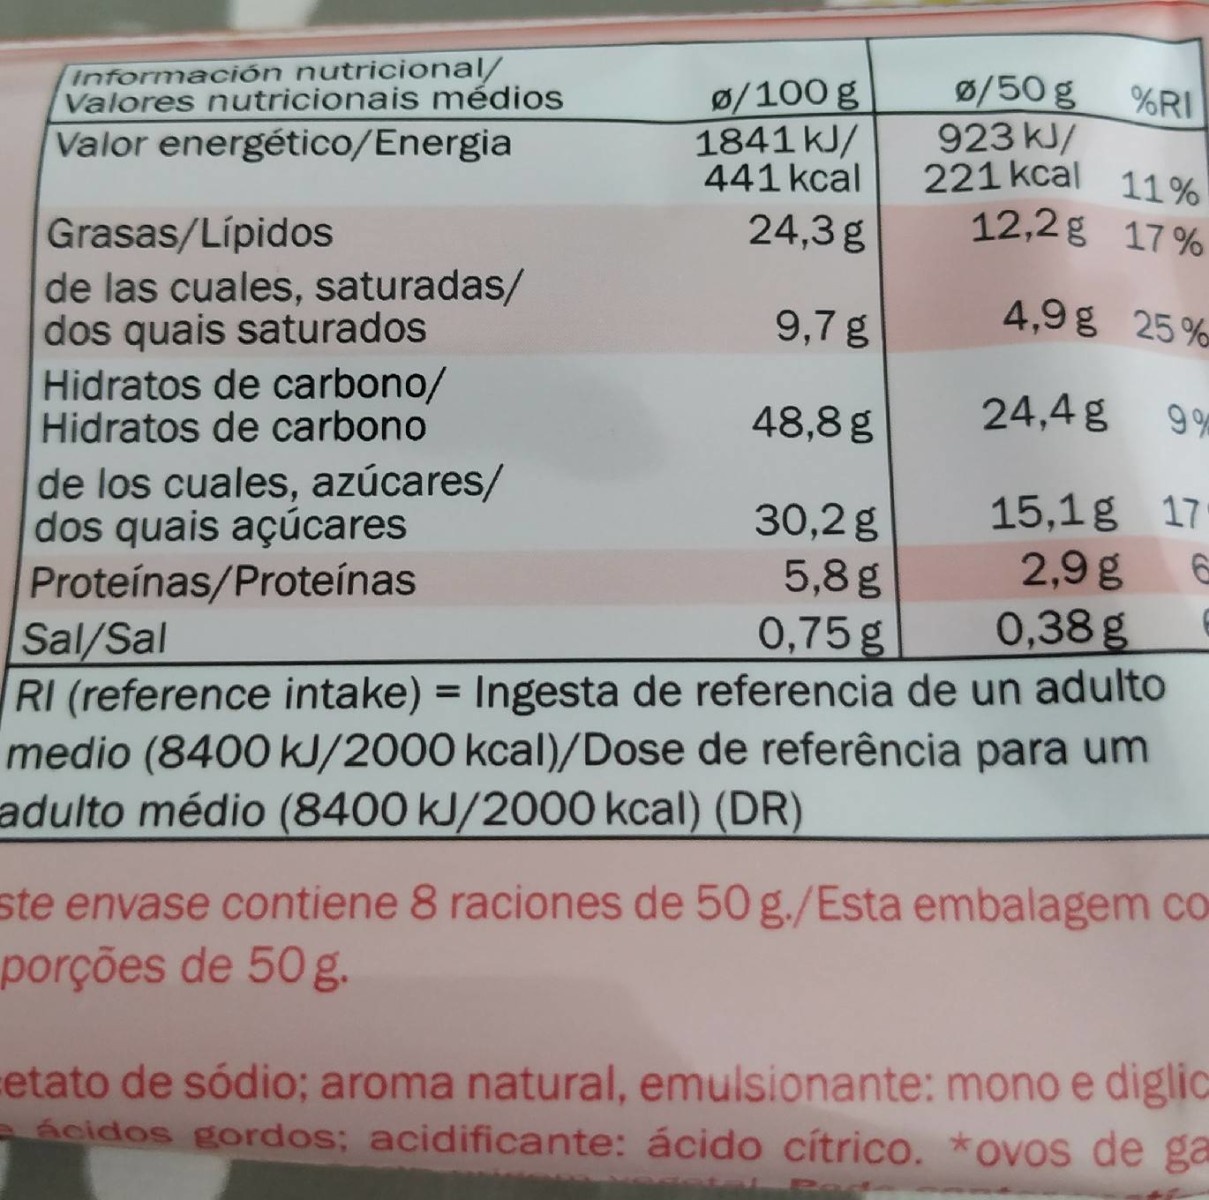 Información nutricional/
Valores nutricionais médios ø/100 g ø/50 g %RI
Valor energético/Energia 1841 kJ/ 923 kJ/
441 kcal 221 kcal 11%
Grasas/Lípidos 24,3 g 12,2 g 17%
de las cuales, saturadas/
dos quais saturados 9,7 g 4,9 g 25%
Hidratos de carbono/
Hidratos de carbono 48,8 g 24,4 g 9%
de los cuales, azúcares/
dos quais açúcares 30,2 g 15,1 g 17
Proteínas/Proteínas 5,8 g 2,9 g 6
Sal/Sal 0,75 g 0,38 g
RI (reference intake) = Ingesta de referencia de un adulto
medio (8400 kJ/2000 kcal)/Dose de referência para um
adulto médio (8400 kJ/2000 kcal) (DR)
ste envase contiene 8 raciones de 50 g./Esta embalagem co
porções de 50 g.
etato de sódio; aroma natural, emulsionante: mono e diglic
ácidos gordos; acidificante: ácido cítrico. *ovos de ga